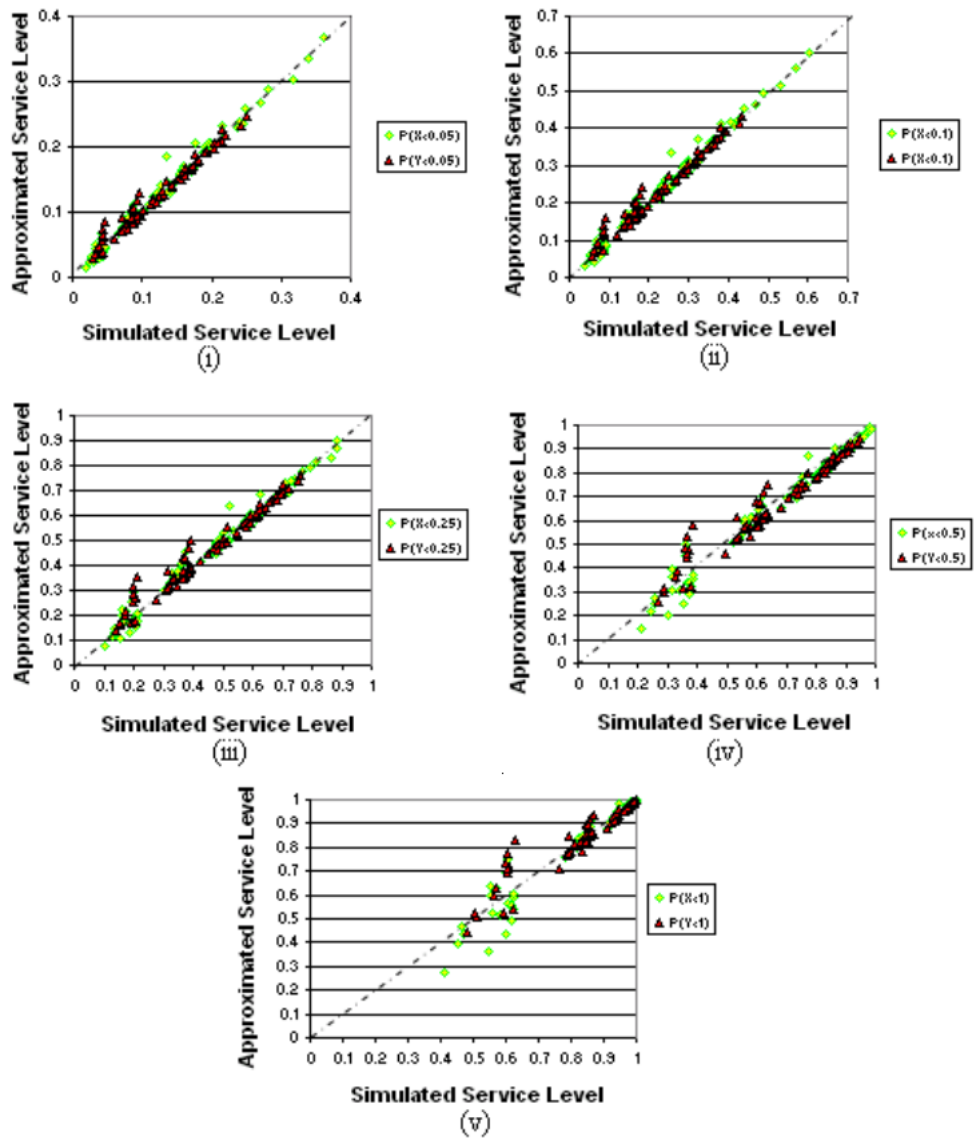 Approximated Service Level
0.4
0.3
0.2
0.1
0
0 0.1 0.2 0.3 0.4
Simulated Service Level
(i)
P(X<0.05)
P(Y<0.05)
Approximated Service Level
0.7
0.6
0.5
0.4
0.3
0.2
0.1
0
0 0.1 0.2 0.3 0.4 0.5 0.6 0.7
Simulated Service Level
(ii)
P(X<0.1)
P(X<0.1)
Approximated Service Level
1
0.9
0.8
0.7
0.6
0.5
0.4
0.3
0.2
0.1
0
0 0.1 0.2 0.3 0.4 0.5 0.6 0.7 0.8 0.9 1
Simulated Service Level
(iii)
P(X<0.25)
P(Y<0.25)
Approximated Service Level
1
0.9
0.8
0.7
0.6
0.5
0.4
0.3
0.2
0.1
0
0 0.1 0.2 0.3 0.4 0.5 0.6 0.7 0.8 0.9 1
Simulated Service Level
(iv)
P(x<0.5)
P(Y<0.5)
Approximated Service Level
1
0.9
0.8
0.7
0.6
0.5
0.4
0.3
0.2
0.1
0
0 0.1 0.2 0.3 0.4 0.5 0.6 0.7 0.8 0.9 1
Simulated Service Level
(v)
P(X<1)
P(Y<1)